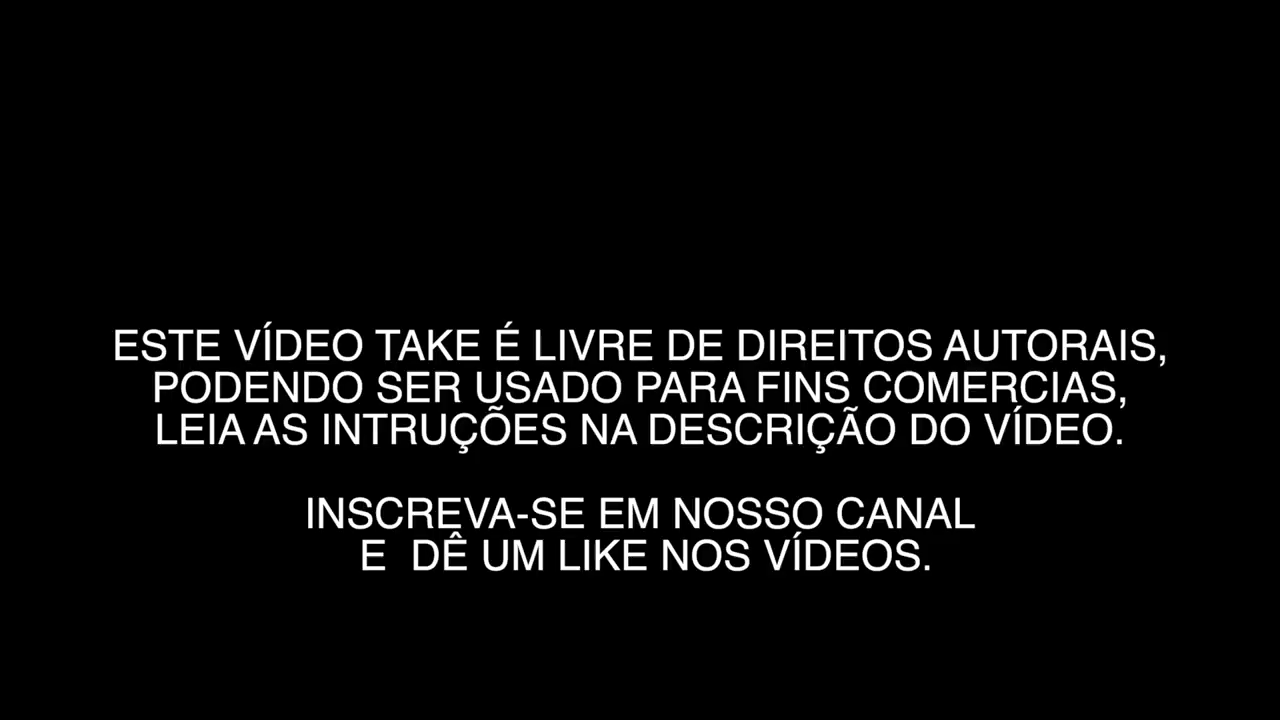 ESTE VÍDEO TAKE É LIVRE DE DIREITOS AUTORAIS,
PODENDO SER USADO PARA FINS COMERCIAS,
LEIA AS INTRUÇÕES NA DESCRIÇÃO DO VÍDEO.
INSCREVA-SE EM NOSSO CANAL
E  DÊ UM LIKE NOS VÍDEOS.